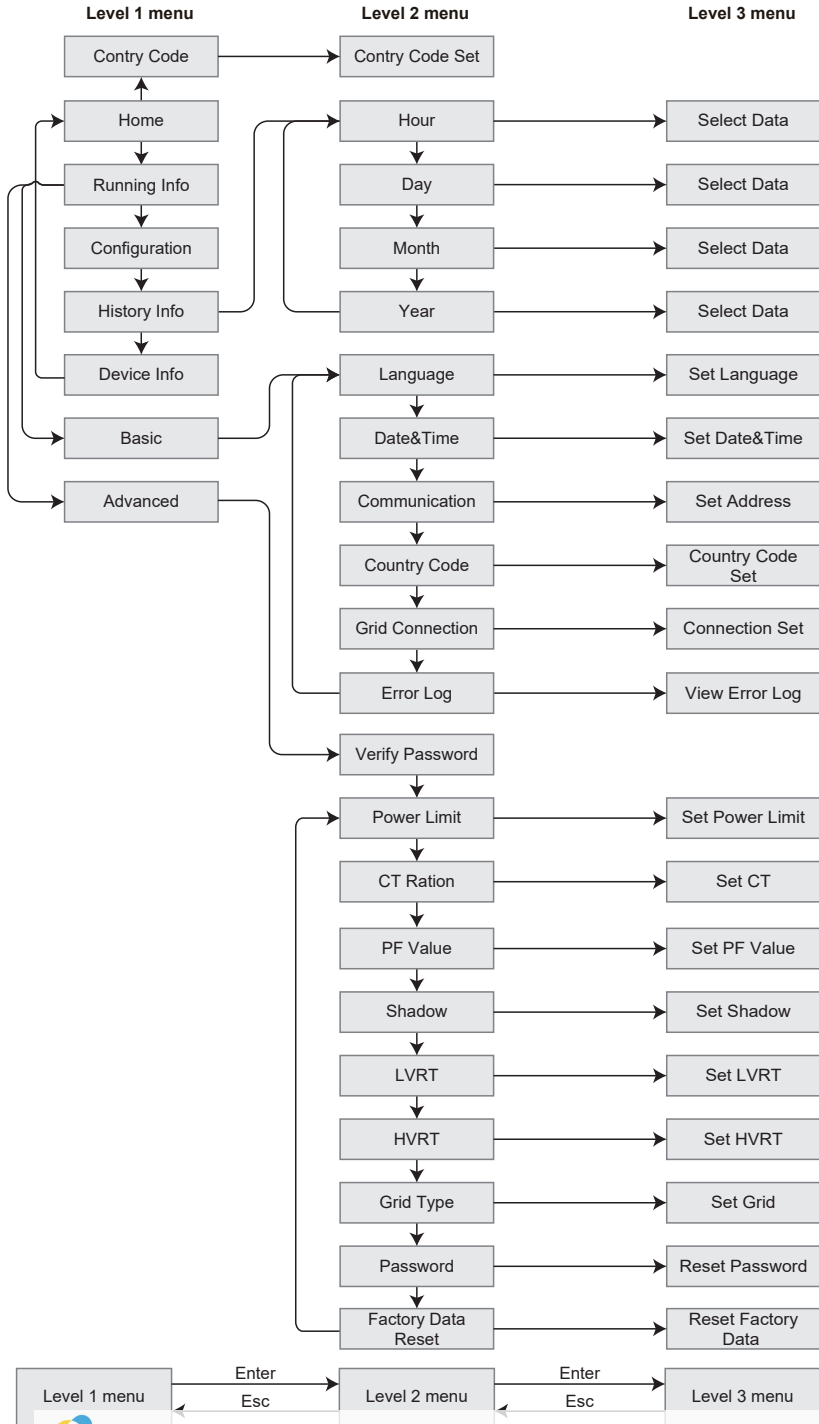 Level 1 menu Level 2 menu Level 3 menu
Contry Code Contry Code Set
Home Hour Select Data
Running Info Day Select Data
Configuration Month Select Data
History Info Year Select Data
Device Info Language Set Language
Basic Date&Time Set Date&Time
Advanced Communication Set Address
Country Code Country Code
Set
Grid Connection Connection Set
Error Log View Error Log
Verify Password
Power Limit Set Power Limit
CT Ration Set CT
PF Value Set PF Value
Shadow Set Shadow
LVRT Set LVRT
HVRT Set HVRT
Grid Type Set Grid
Password Reset Password
Factory Data Reset Factory
Reset Data
Enter Enter
Level 1 menu Level 2 menu Level 3 menu
Esc Esc